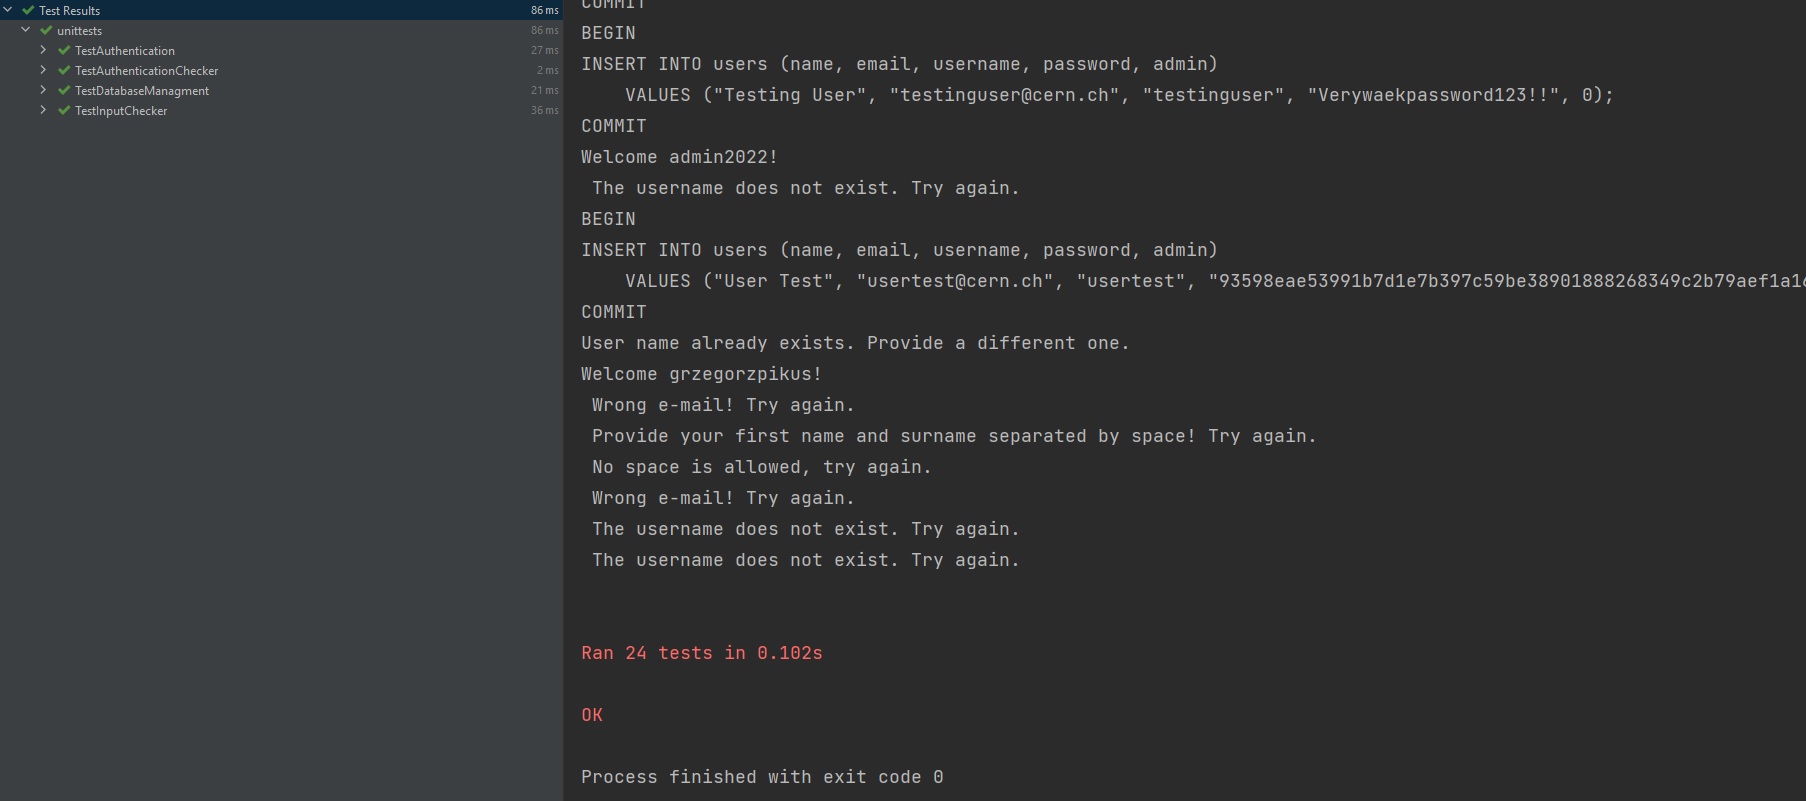 Test Results 86 ms
unittests 86 ms
TestAuthentication 27 ms
TestAuthenticationChecker 2 ms
TestDatabaseManagment 21 ms
TestInputChecker 36 ms
COMMIT
BEGIN
INSERT INTO users (name, email, username, password, admin)
VALUES ("Testing User", "testinguser@cern.ch", "testinguser", "Verywaekpassword123!!", 0);
COMMIT
Welcome admin2022!
The username does not exist. Try again.
BEGIN
INSERT INTO users (name, email, username, password, admin)
VALUES ("User Test", "usertest@cern.ch", "usertest", "93598eae53991b7d1e7b397c59be38901888268349c2b79aef1a1
COMMIT
User name already exists. Provide a different one.
Welcome grzegorzpikus!
Wrong e-mail! Try again.
Provide your first name and surname separated by space! Try again.
No space is allowed, try again.
Wrong e-mail! Try again.
The username does not exist. Try again.
The username does not exist. Try again.
Ran 24 tests in 0.102s
OK
Process finished with exit code 0